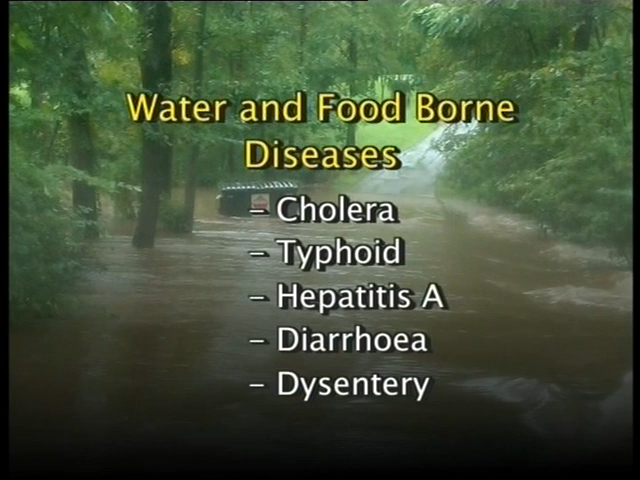 Water and Food Borne
Diseases
– Cholera
– Typhoid
– Hepatitis A
– Diarrhoea
– Dysentery